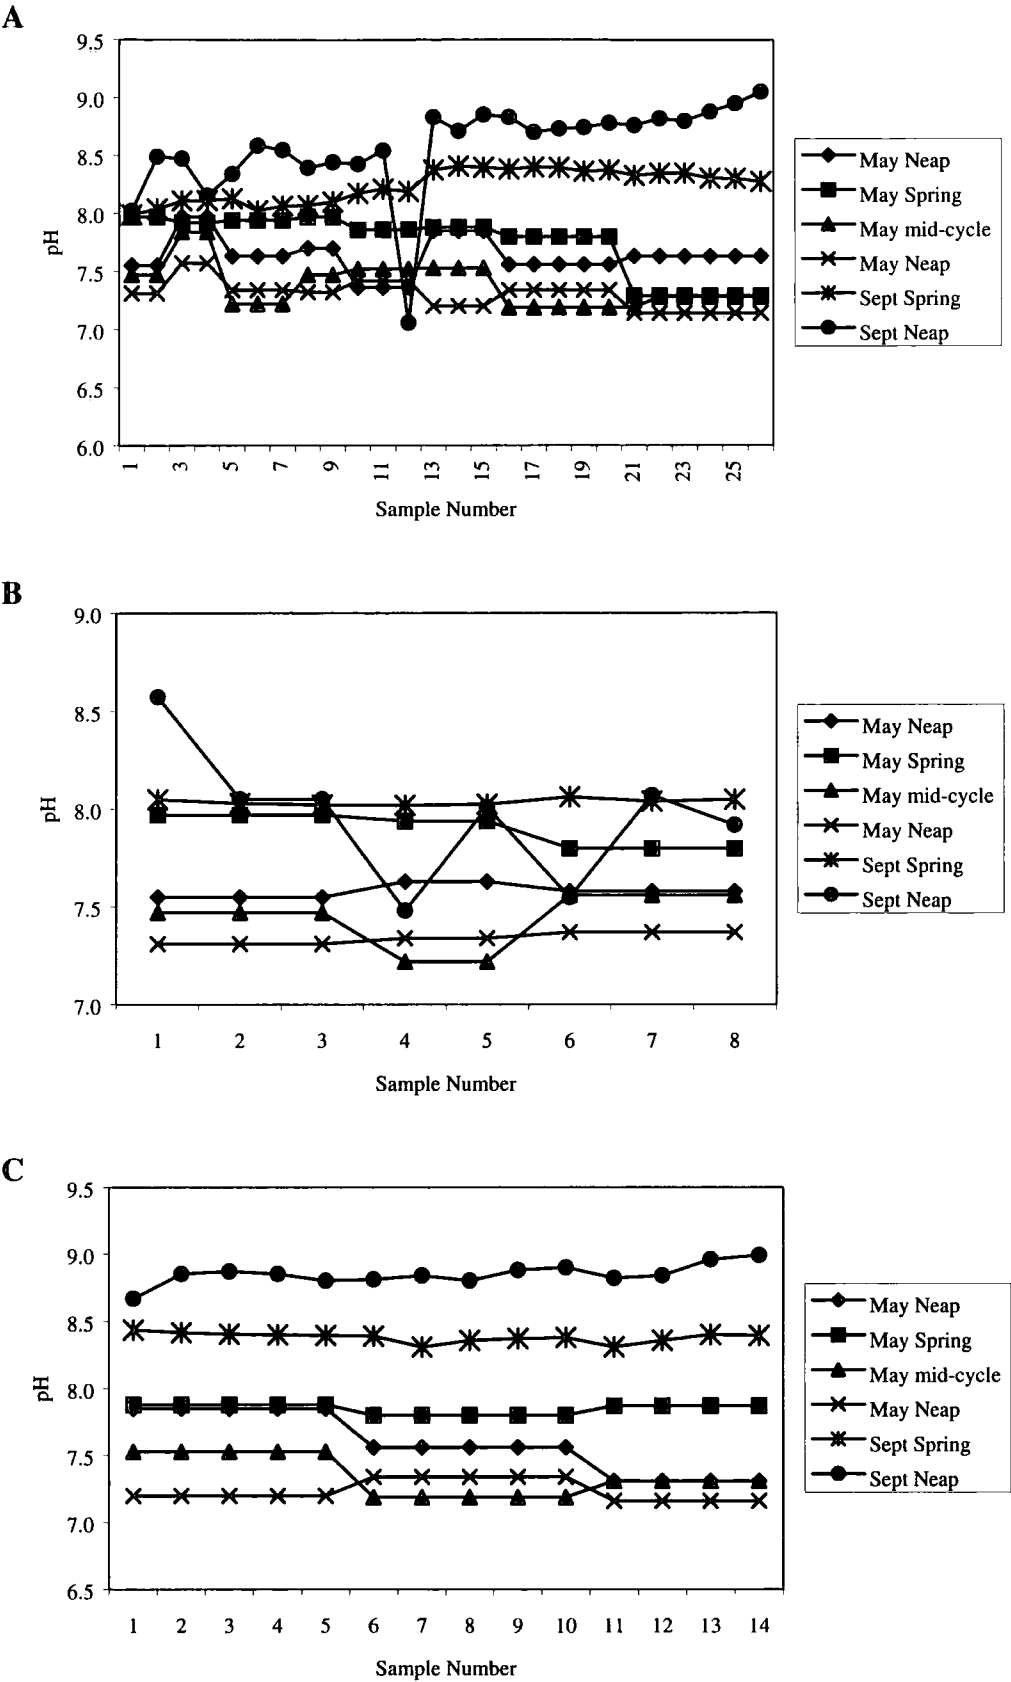 A
9.5
9.0
8.5
8.0
7.5
7.0
6.5
6.0
pH
1 3 5 7 9 11 13 15 17 19 21 23 25
Sample Number
May Neap
May Spring
May mid-cycle
May Neap
Sept Spring
Sept Neap
B
9.0
8.5
8.0
7.5
7.0
pH
1 2 3 4 5 6 7 8
Sample Number
May Neap
May Spring
May mid-cycle
May Neap
Sept Spring
Sept Neap
C
9.5
9.0
8.5
8.0
7.5
7.0
6.5
pH
1 2 3 4 5 6 7 8 9 10 11 12 13 14
Sample Number
May Neap
May Spring
May mid-cycle
May Neap
Sept Spring
Sept Neap